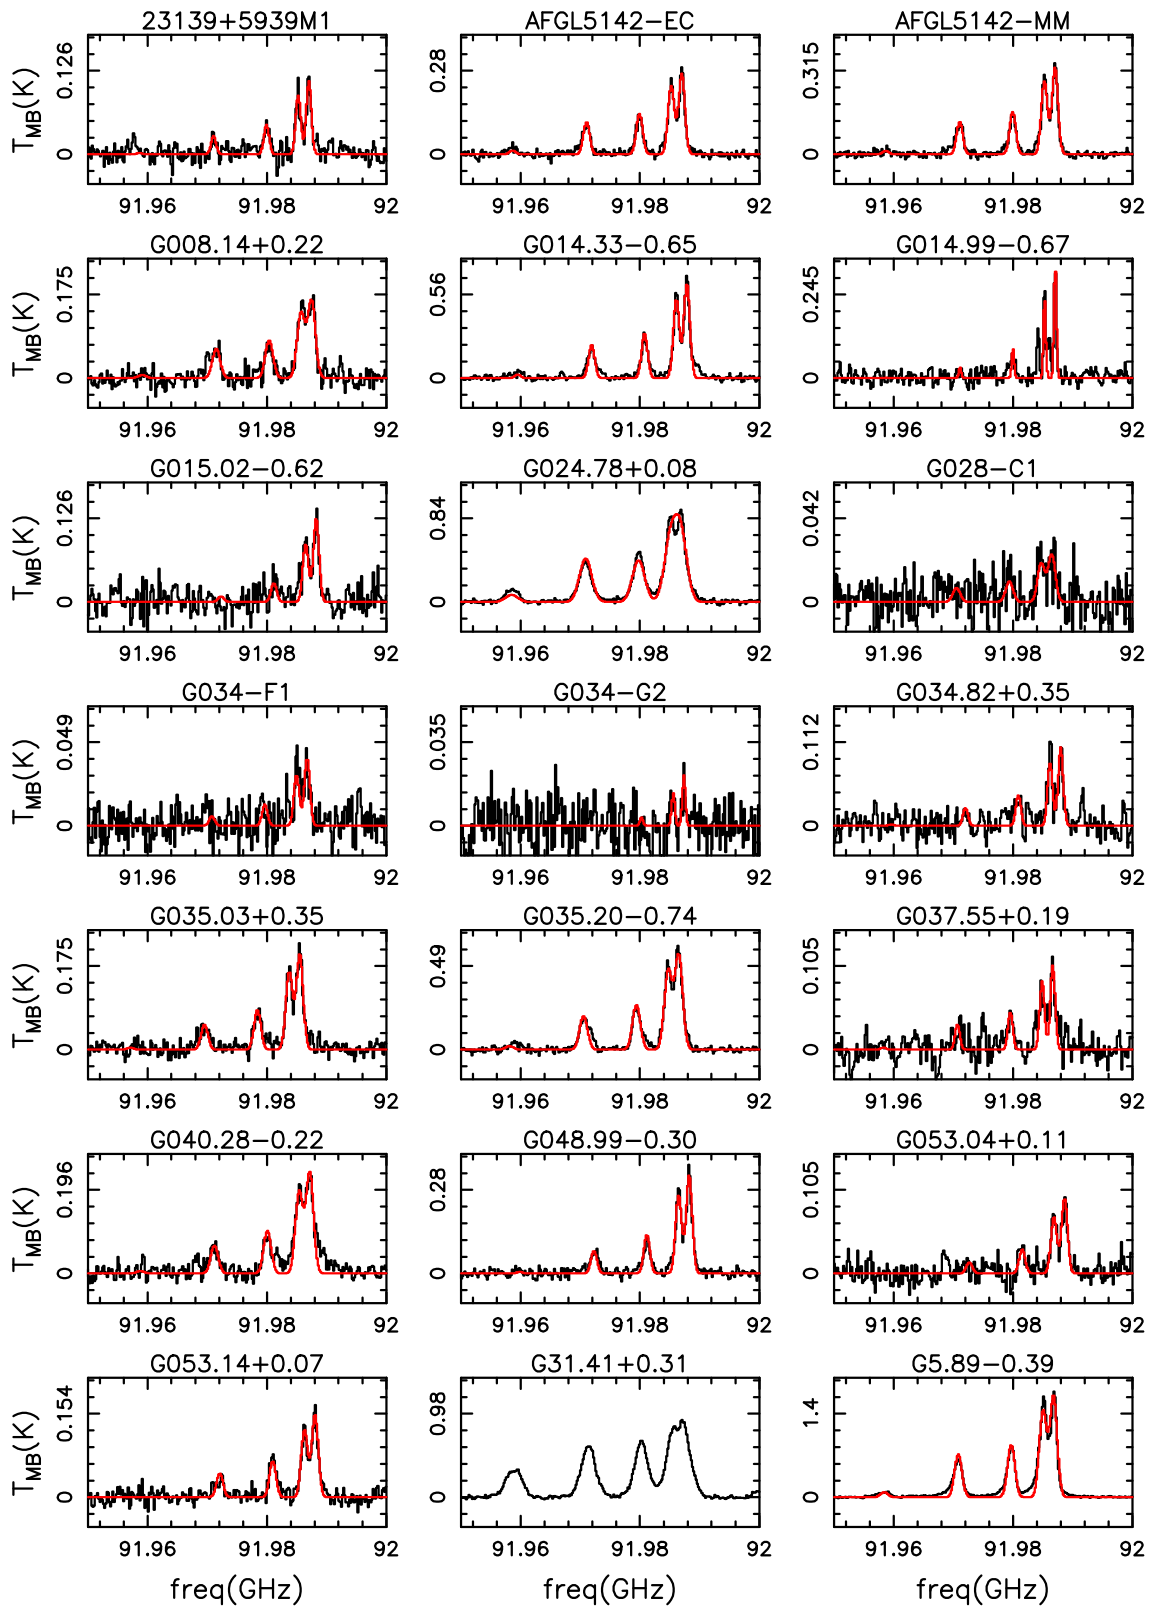 23139+5939M1 AFGL5142−EC AFGL5142−MM
T_MB(K) 0 0.126 0 0.28 0 0.315
91.96 91.98 92 91.96 91.98 92 91.96 91.98 92
G008.14+0.22 G014.33−0.65 G014.99−0.67
T_MB(K) 0 0.175 0 0.56 0 0.245
91.96 91.98 92 91.96 91.98 92 91.96 91.98 92
G015.02−0.62 G024.78+0.08 G028−C1
T_MB(K) 0 0.126 0 0.84 0 0.042
91.96 91.98 92 91.96 91.98 92 91.96 91.98 92
G034−F1 G034−G2 G034.82+0.35
T_MB(K) 0 0.049 0 0.035 0 0.112
91.96 91.98 92 91.96 91.98 92 91.96 91.98 92
G035.03+0.35 G035.20−0.74 G037.55+0.19
T_MB(K) 0 0.175 0 0.49 0 0.105
91.96 91.98 92 91.96 91.98 92 91.96 91.98 92
G040.28−0.22 G048.99−0.30 G053.04+0.11
T_MB(K) 0 0.196 0 0.28 0 0.105
91.96 91.98 92 91.96 91.98 92 91.96 91.98 92
G053.14+0.07 G31.41+0.31 G5.89−0.39
T_MB(K) 0 0.154 0 0.98 0 1.4
91.96 91.98 92 91.96 91.98 92 91.96 91.98 92
freq(GHz) freq(GHz) freq(GHz)